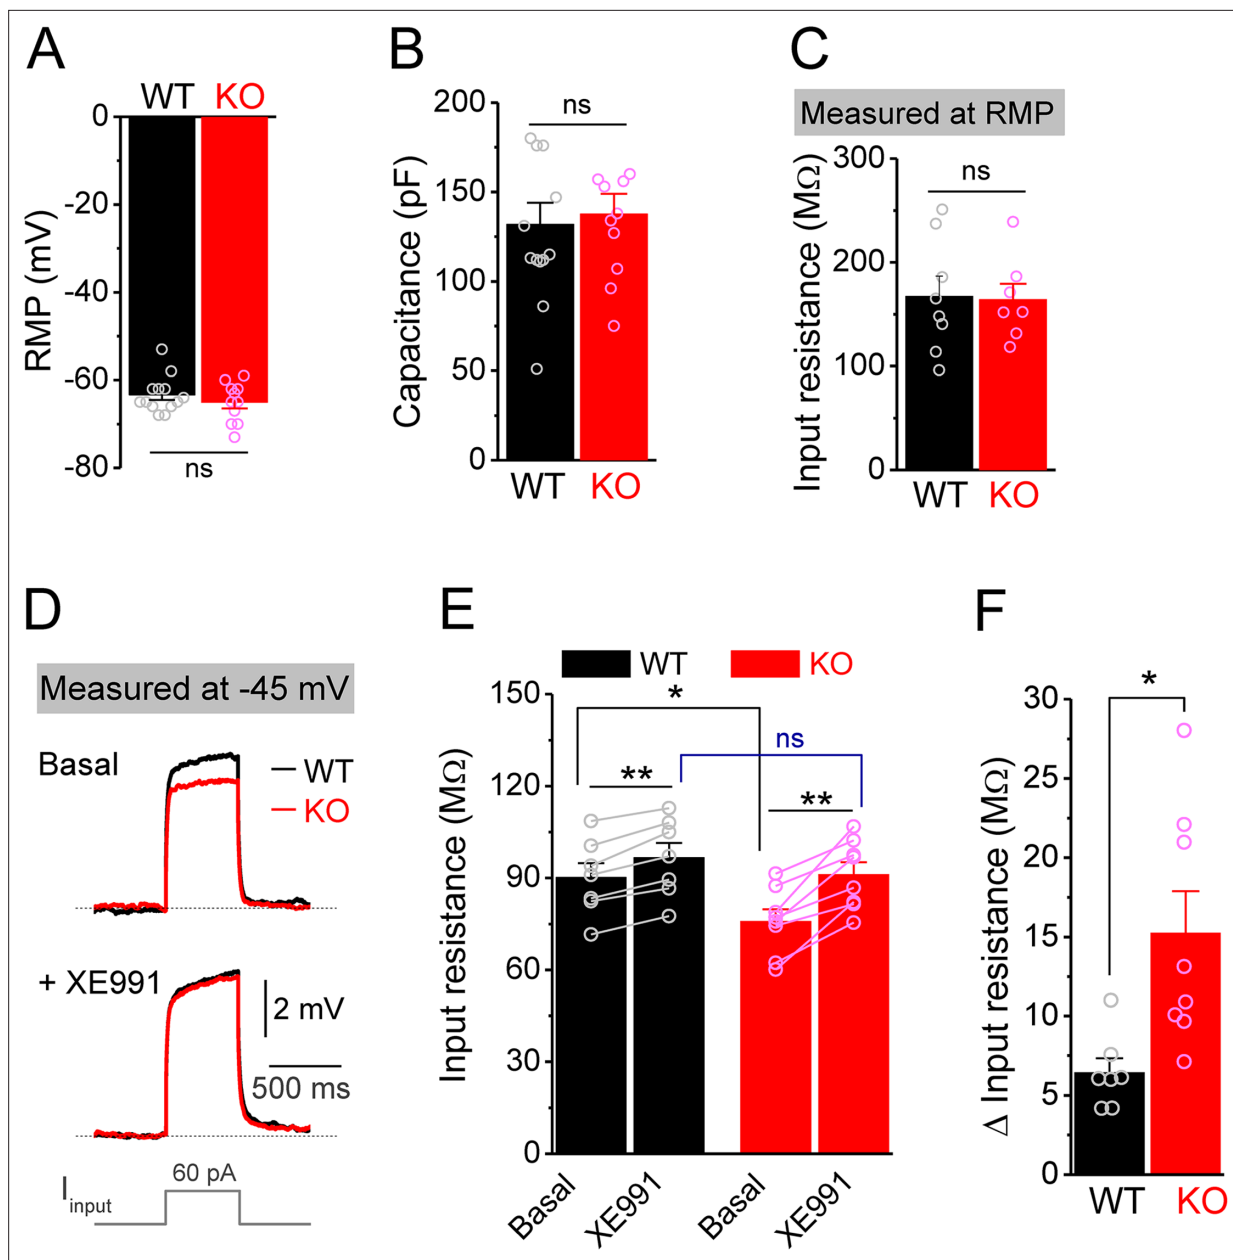 A
WT KO
0
-20
-40
-60
-80
RMP (mV)
ns
B
200
150
100
50
0
Capacitance (pF)
ns
WT KO
C
Measured at RMP
300
200
100
0
Input resistance (MΩ)
ns
WT KO
D
Measured at -45 mV
Basal
WT
KO
+ XE991
2 mV
500 ms
60 pA
Iinput
E
WT KO
150
120
90
60
30
0
Input resistance (MΩ)
*
ns
**
**
Basal
XE991
Basal
XE991
F
30
25
20
15
10
5
0
Δ Input resistance (MΩ)
*
WT KO